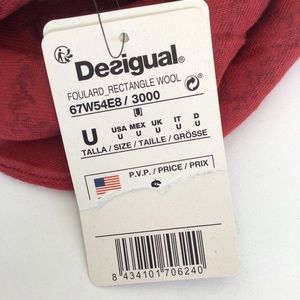 Desigual®
FOULARD_RECTANGLE WOOL
67W54E8 / 3000
U
U USA MEX UK IT D
U U U U U
TALLA / SIZE / TAILLE / GRÖSSE
P.V.P. / PRICE / PRIX
$
8 434101 706240